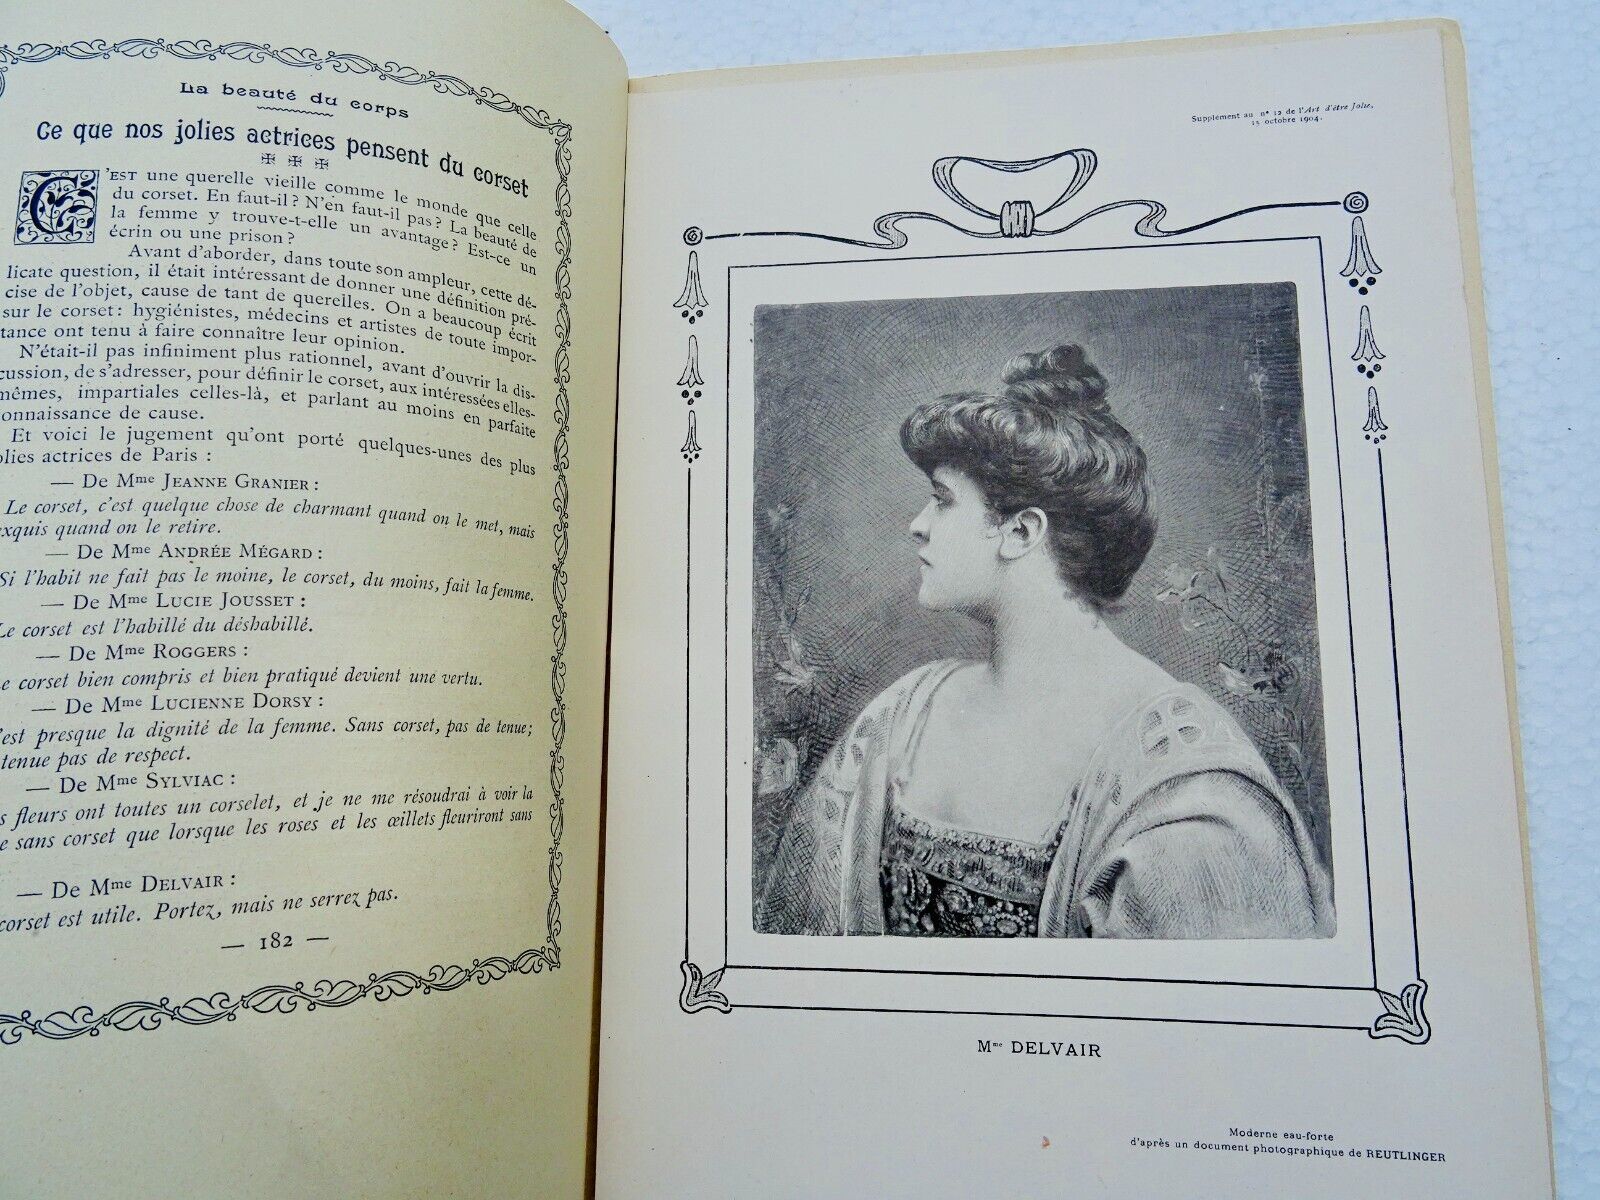 La beauté du corps
Ce que nos jolies actrices pensent du corset
C'EST une querelle vieille comme le monde que celle
du corset. En faut-il? N'en faut-il pas? La beauté de
la femme y trouve-t-elle un avantage? Est-ce un
écrin ou une prison?
Avant d'aborder, dans toute son ampleur, cette dé-
licate question, il était intéressant de donner une définition pré-
cise de l'objet, cause de tant de querelles. On a beaucoup écrit
sur le corset: hygiénistes, médecins et artistes de toute impor-
tance ont tenu à faire connaître leur opinion.
N'était-il pas infiniment plus rationnel, avant d'ouvrir la dis-
cussion, de s'adresser, pour définir le corset, aux intéressées elles-
mêmes, impartiales celles-là, et parlant au moins en parfaite
onnaissance de cause.
Et voici le jugement qu'ont porté quelques-unes des plus
olies actrices de Paris :
— De Mme JEANNE GRANIER :
Le corset, c'est quelque chose de charmant quand on le met, mais
exquis quand on le retire.
— De Mme ANDRÉE MÉGARD :
Si l'habit ne fait pas le moine, le corset, du moins, fait la femme.
— De Mme LUCIE JOUSSET :
Le corset est l'habillé du déshabillé.
— De Mme ROGGERS :
e corset bien compris et bien pratiqué devient une vertu.
— De Mme LUCIENNE DORSY :
'est presque la dignité de la femme. Sans corset, pas de tenue;
tenue pas de respect.
— De Mme SYLVIAC :
s fleurs ont toutes un corselet, et je ne me résoudrai à voir la
e sans corset que lorsque les roses et les œillets fleuriront sans
— De Mme DELVAIR :
corset est utile. Portez, mais ne serrez pas.
— 182 —
Supplément au n° 12 de l'Art d'être Jolie,
15 octobre 1904.
Mme DELVAIR
Moderne eau-forte
d'après un document photographique de REUTLINGER